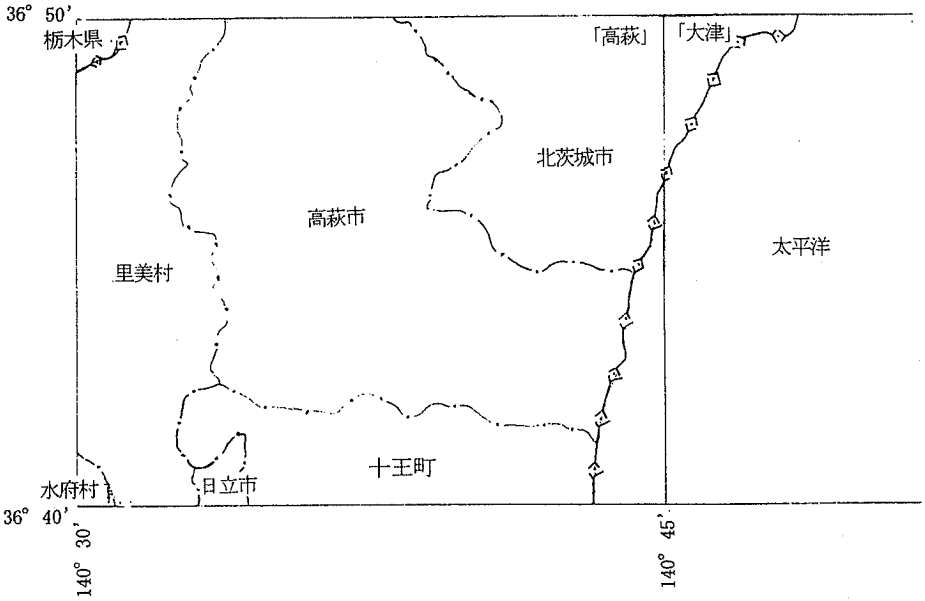 36° 50'
栃木県
「高萩」
「大津」
北茨城市
高萩市
太平洋
里美村
十王町
水府村
日立市
36° 40'
140° 30'
140° 45'